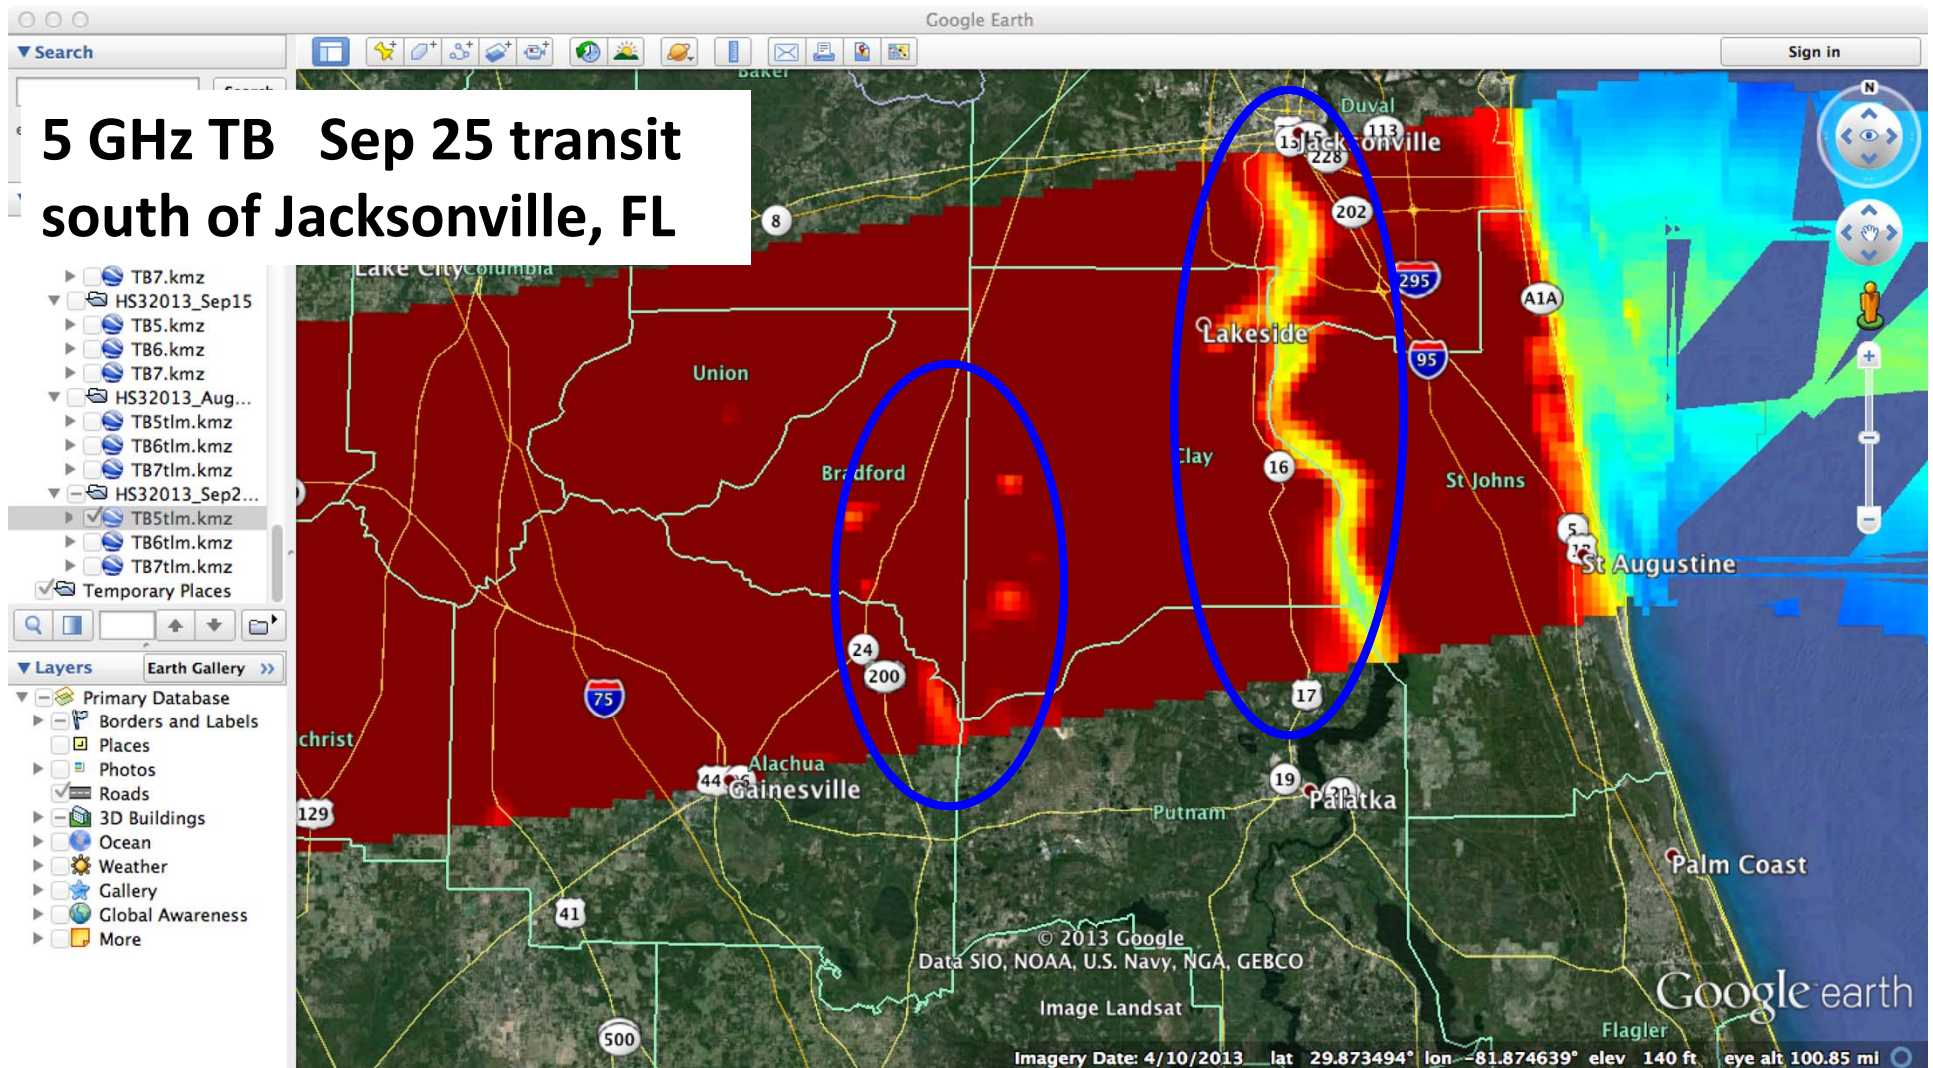 Google Earth
Search
Sign in
5 GHz TB Sep 25 transit
south of Jacksonville, FL
TB7.kmz
HS32013_Sep15
TB5.kmz
TB6.kmz
TB7.kmz
HS32013_Aug...
TB5tlm.kmz
TB6tlm.kmz
TB7tlm.kmz
HS32013_Sep2...
TB5tlm.kmz
TB6tlm.kmz
TB7tlm.kmz
Temporary Places
Layers
Earth Gallery >>
Primary Database
Borders and Labels
Places
Photos
Roads
3D Buildings
Ocean
Weather
Gallery
Global Awareness
More
Baker
Duval
N
113
Jacksonville
228
202
8
Lake City
Columbia
295
A1A
Lakeside
95
Union
Clay
Bradford
16
St Johns
5
St Augustine
24
200
75
17
Alachua
44
Gainesville
19
Palatka
129
Putnam
Palm Coast
41
© 2013 Google
Data SIO, NOAA, U.S. Navy, NGA, GEBCO
Image Landsat
Google earth
Flagler
500
Imagery Date: 4/10/2013 lat 29.873494° lon -81.874639° elev 140 ft eye alt 100.85 mi